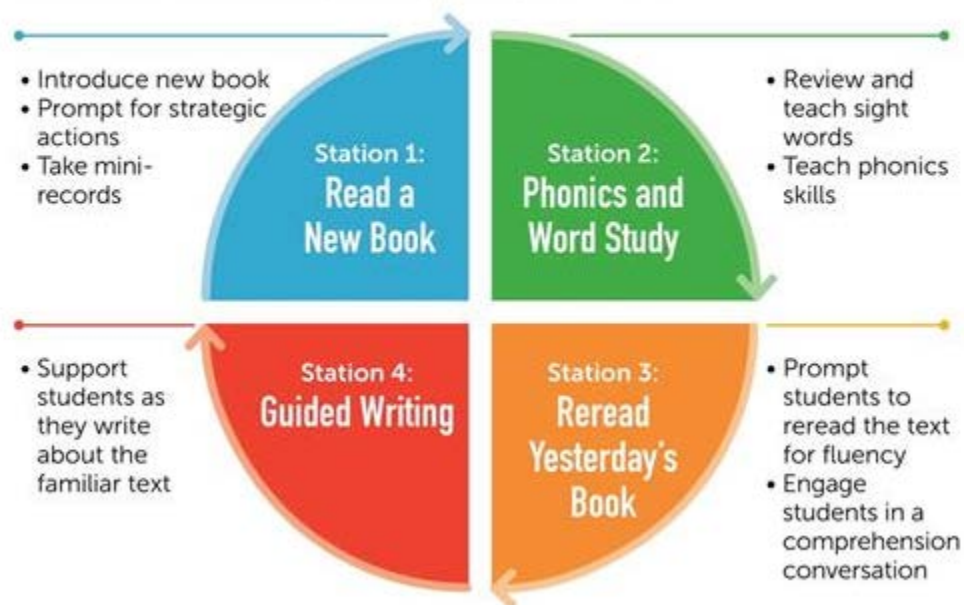 • Introduce new book
• Prompt for strategic
actions
• Take mini-
records
Station 1:
Read a
New Book
Station 2:
Phonics and
Word Study
• Review and
teach sight
words
• Teach phonics
skills
• Support
students as
they write
about the
familiar text
Station 4:
Guided Writing
Station 3:
Reread
Yesterday's
Book
• Prompt
students to
reread the text
for fluency
• Engage
students in a
comprehension
conversation